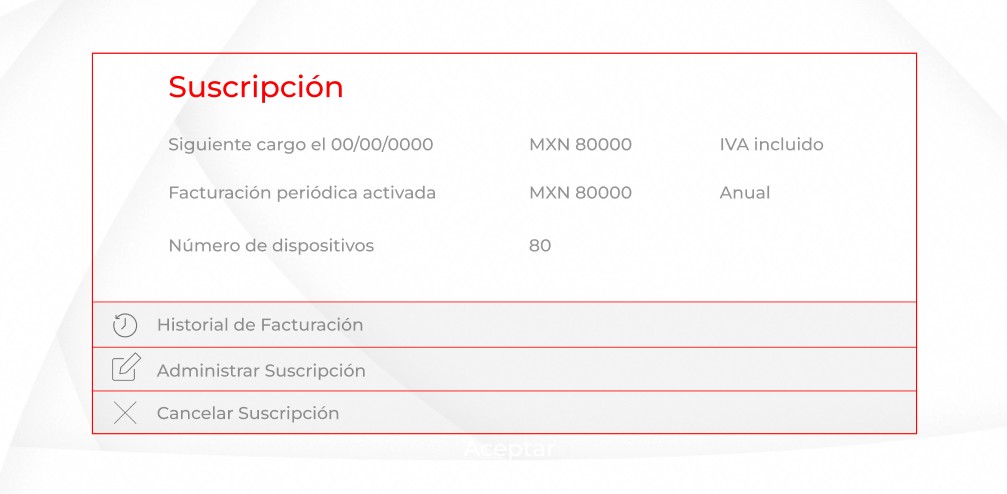 Suscripción
Siguiente cargo el 00/00/0000 MXN 80000 IVA incluido
Facturación periódica activada MXN 80000 Anual
Número de dispositivos 80
Historial de Facturación
Administrar Suscripción
Cancelar Suscripción
Aceptar